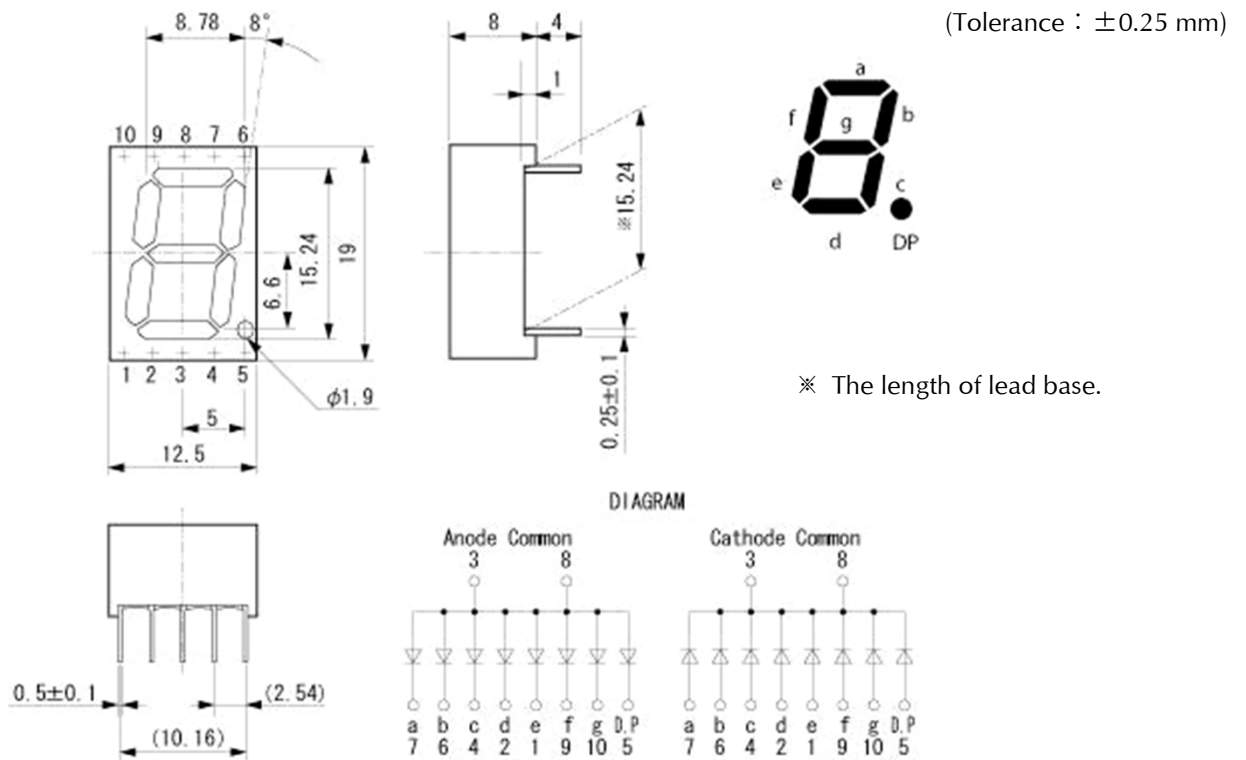 (Tolerance：±0.25 mm)
8.78
8°
8
4
1
a
f
b
g
e
c
d
DP
10 9 8 7 6
※15.24
6.6
15.24
19
1 2 3 4 5
φ1.9
0.25±0.1
※ The length of lead base.
5
12.5
DIAGRAM
Anode Common
3 8
a b c d e f g D.P
7 6 4 2 1 9 10 5
Cathode Common
3 8
a b c d e f g D.P
7 6 4 2 1 9 10 5
0.5±0.1
(2.54)
(10.16)